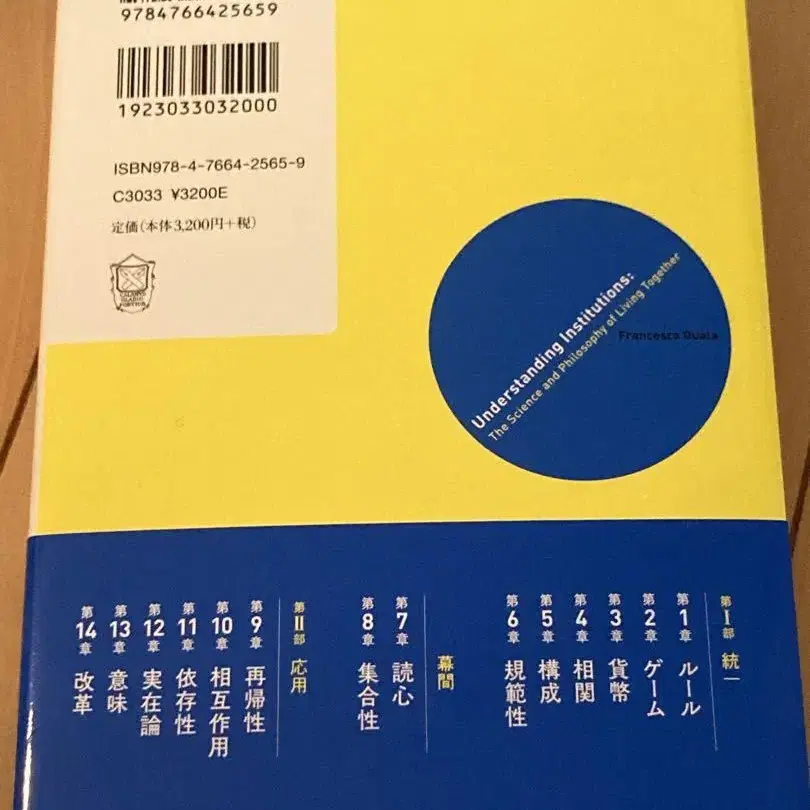 9784766425659
1923033032000
ISBN978-4-7664-2565-9
C3033 ¥3200E
定価(本体3,200円+税)
Understanding Institutions:
The Science and Philosophy of Living Together
Francesco Guala
第I部 統一
第1章 ルール
第2章 ゲーム
第3章 貨幣
第4章 相関
第5章 構成
第6章 規範性
幕間
第7章 読心
第8章 集合性
第II部 応用
第9章 再帰性
第10章 相互作用
第11章 依存性
第12章 実在論
第13章 意味
第14章 改革